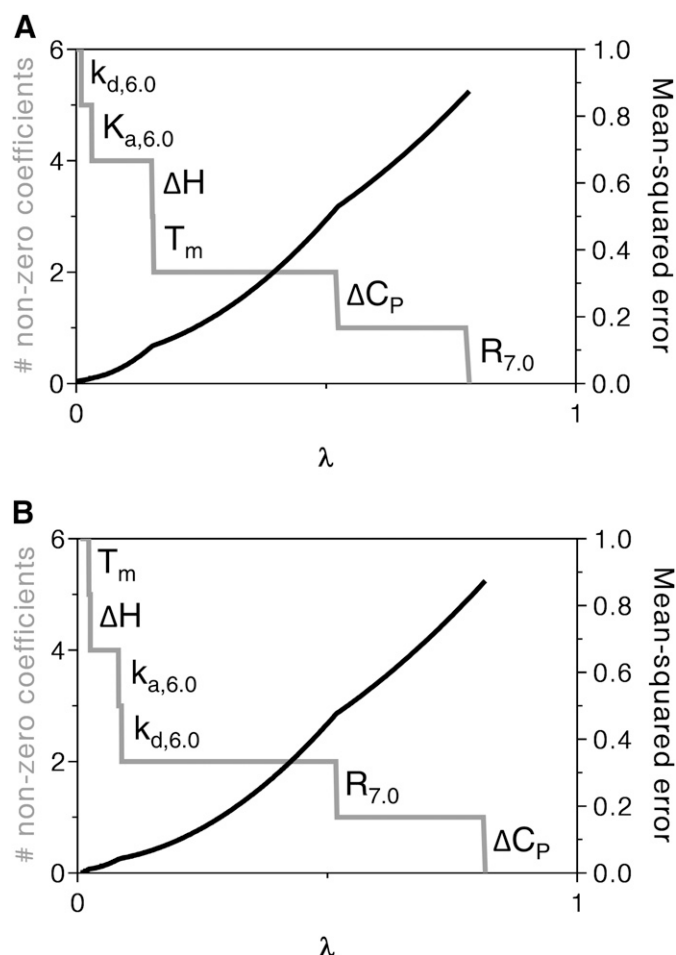 A
# non-zero coefficients
6
4
2
0
k_d,6.0
K_a,6.0
ΔH
T_m
ΔC_P
R_7.0
1.0
0.8
0.6
0.4
0.2
0.0
Mean-squared error
0
1
λ
B
# non-zero coefficients
6
4
2
0
T_m
ΔH
k_a,6.0
k_d,6.0
R_7.0
ΔC_P
1.0
0.8
0.6
0.4
0.2
0.0
Mean-squared error
0
1
λ